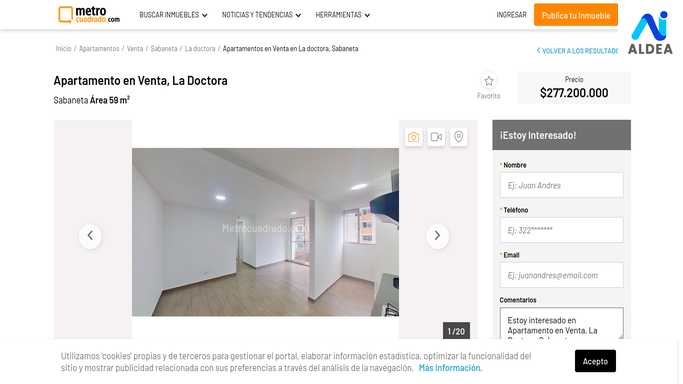 metro
cuadrado.com
BUSCAR INMUEBLES
NOTICIAS Y TENDENCIAS
HERRAMIENTAS
INGRESAR
Publica tu Inmueble
ALDEA
Inicio / Apartamentos / Venta / Sabaneta / La doctora / Apartamentos en Venta en La doctora, Sabaneta
VOLVER A LOS RESULTADO
Apartamento en Venta, La Doctora
Sabaneta Área 59 m²
Favorito
Precio
$277.200.000
¡Estoy Interesado!
* Nombre
Ej: Juan Andres
* Teléfono
Ej: 322*******
* Email
Ej: juanandres@email.com
Comentarios
Estoy interesado en
Apartamento en Venta, La
1 / 20
Utilizamos 'cookies' propias y de terceros para gestionar el portal, elaborar información estadística, optimizar la funcionalidad del
sitio y mostrar publicidad relacionada con sus preferencias a través del análisis de la navegación. Más información.
Acepto